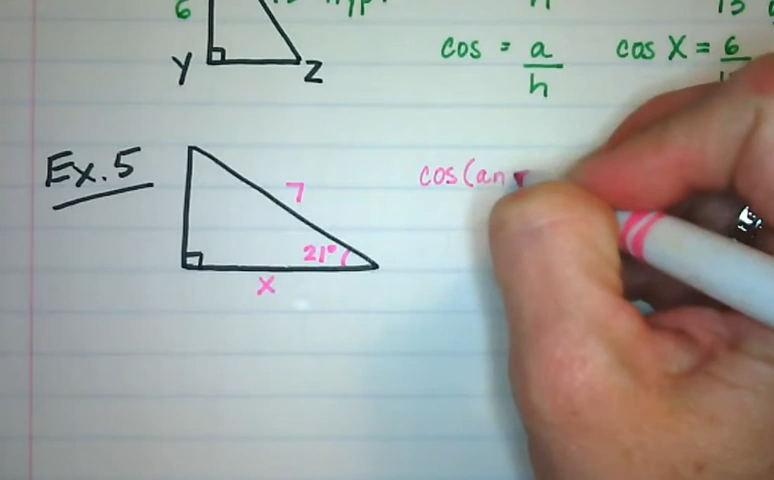 6
Y
Z
cos = a/h
cos X = 6
Ex. 5
7
21°
x
cos(an